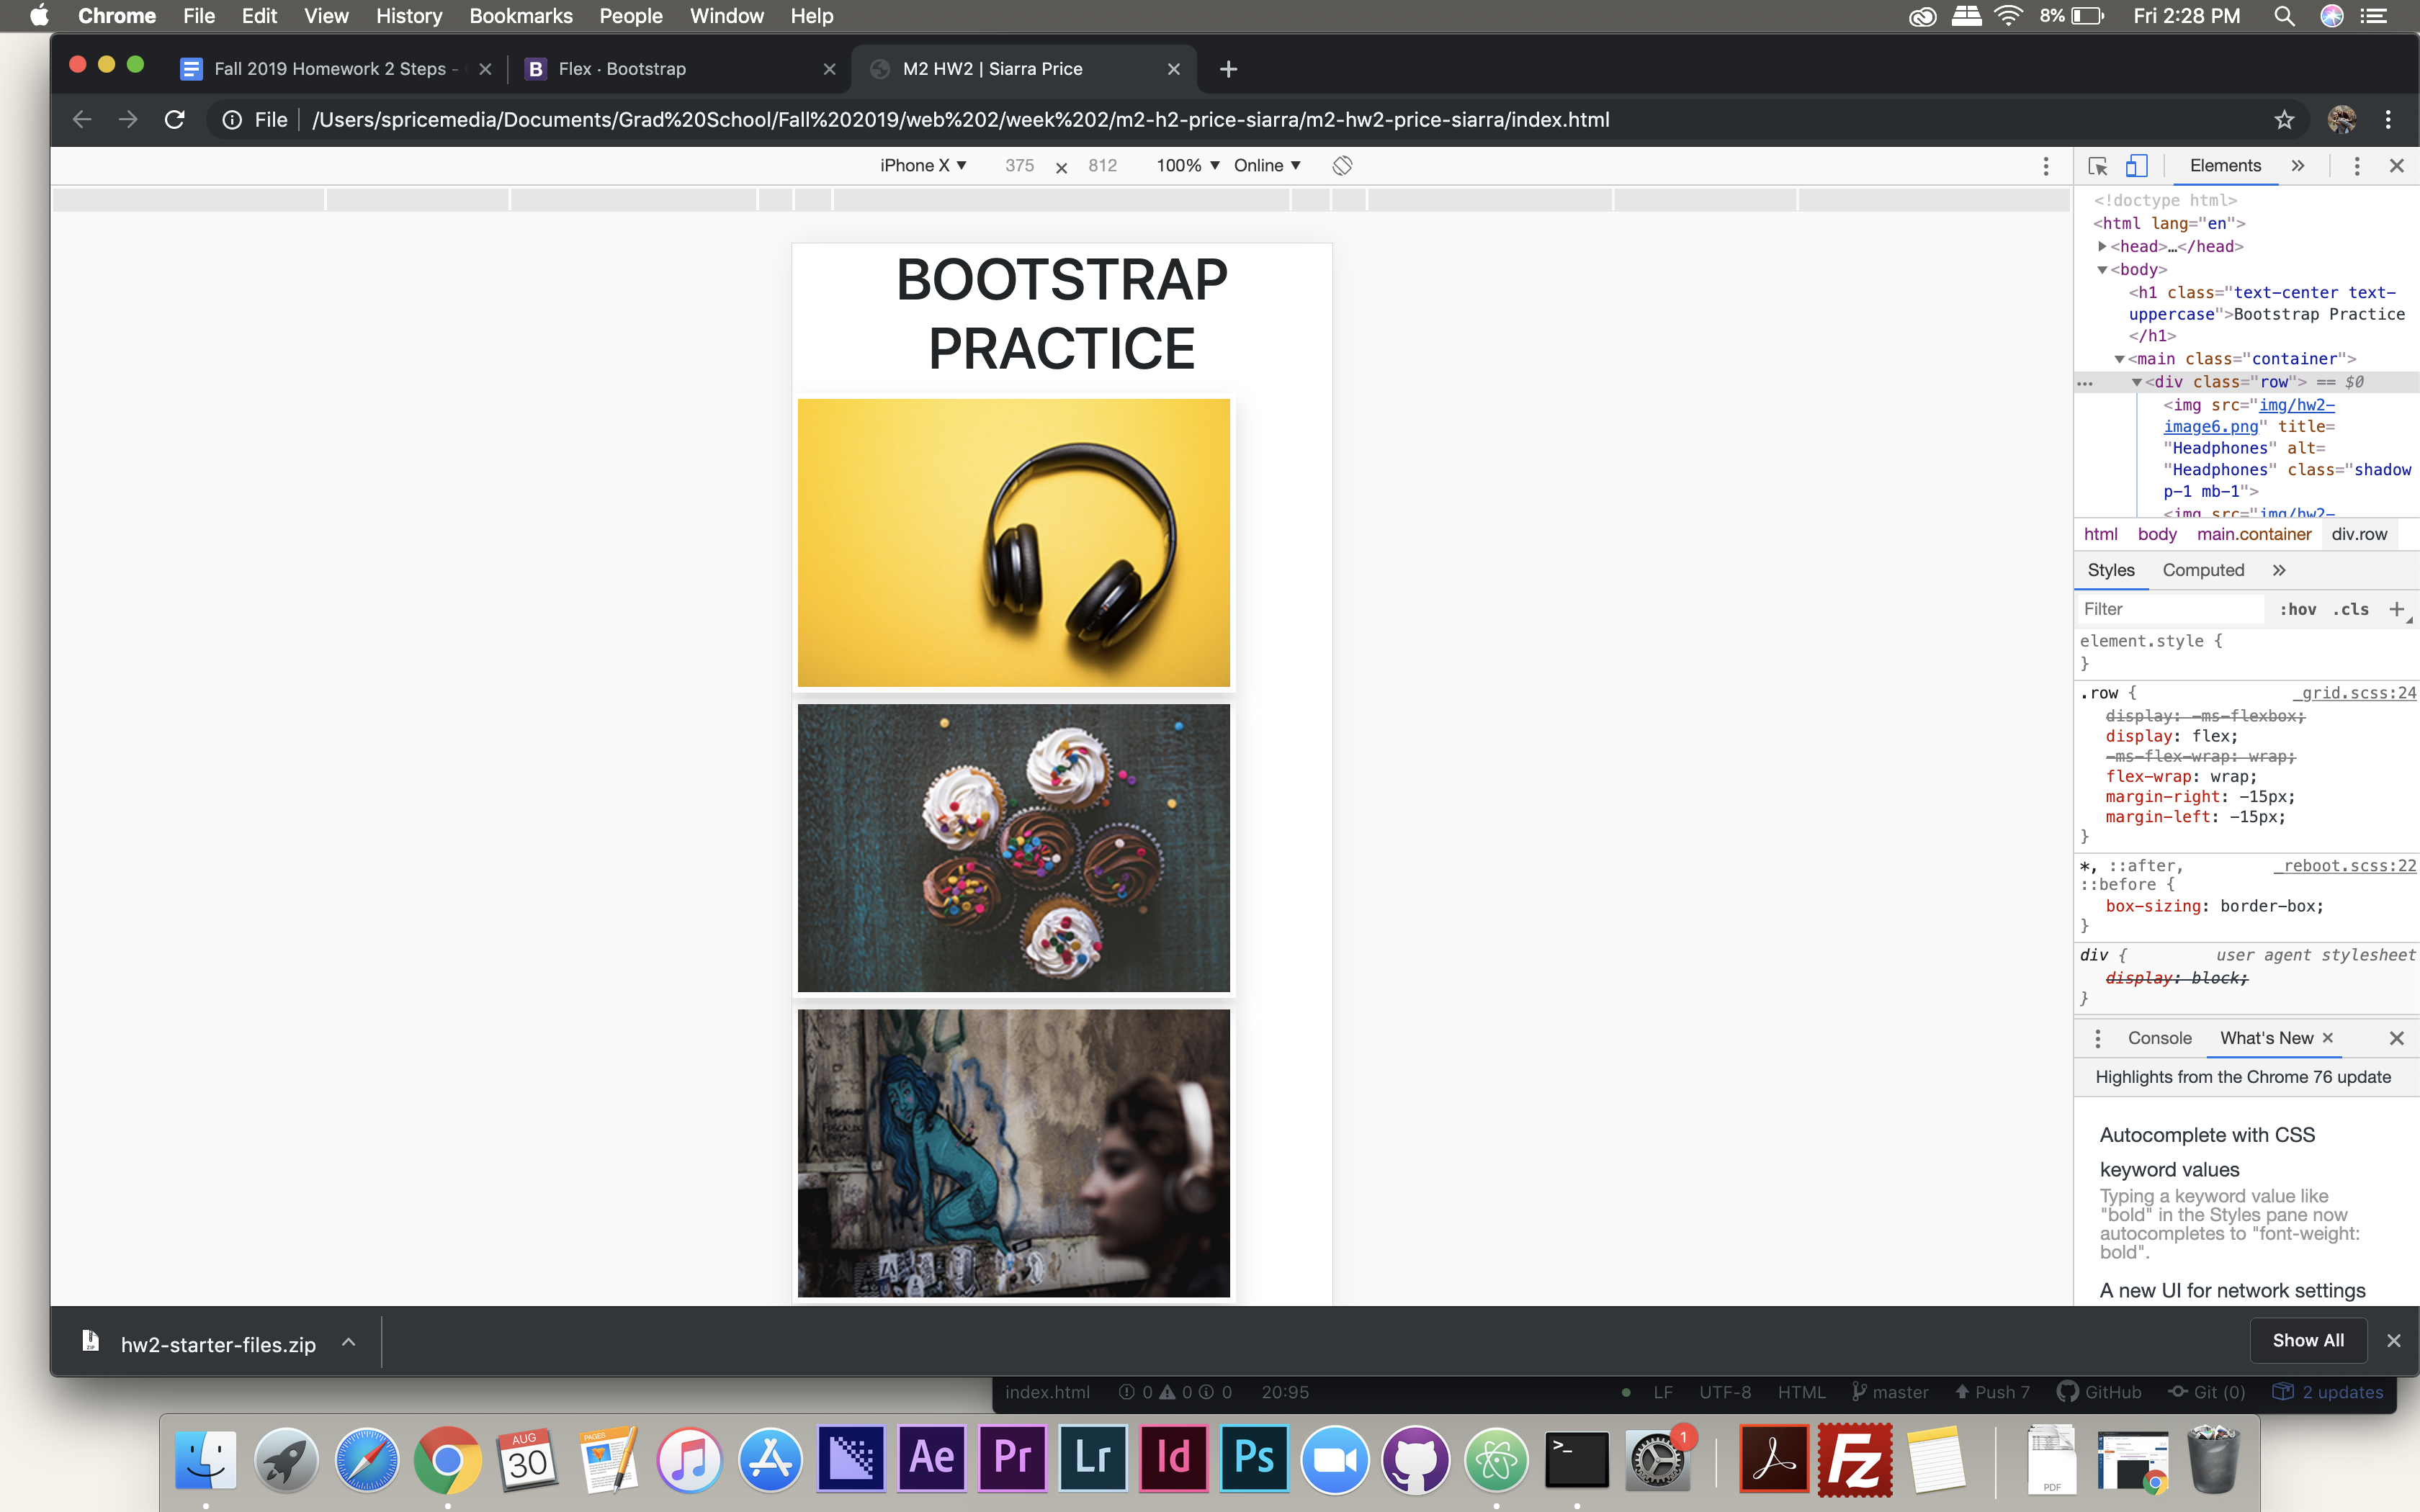 Chrome File Edit View History Bookmarks People Window Help 8% Fri 2:28 PM
Fall 2019 Homework 2 Steps - Flex · Bootstrap M2 HW2 | Siarra Price
File /Users/spricemedia/Documents/Grad%20School/Fall%202019/web%202/week%202/m2-h2-price-siarra/m2-hw2-price-siarra/index.html
iPhone X ▼ 375 × 812 100% ▼ Online ▼
BOOTSTRAP
PRACTICE
Elements »
<!doctype html>
<html lang="en">
▶<head>…</head>
▼<body>
<h1 class="text-center text-
uppercase">Bootstrap Practice
</h1>
▼<main class="container">
… ▼<div class="row"> == $0
<img src="img/hw2-
image6.png" title=
"Headphones" alt=
"Headphones" class="shadow
p-1 mb-1">
<img src="img/hw2-
html body main.container div.row
Styles Computed »
Filter :hov .cls +
element.style {
}
.row { _grid.scss:24
display: -ms-flexbox;
display: flex;
-ms-flex-wrap: wrap;
flex-wrap: wrap;
margin-right: -15px;
margin-left: -15px;
}
*, ::after, _reboot.scss:22
::before {
box-sizing: border-box;
}
div { user agent stylesheet
display: block;
}
Console What's New ×
Highlights from the Chrome 76 update
Autocomplete with CSS
keyword values
Typing a keyword value like
"bold" in the Styles pane now
autocompletes to "font-weight:
bold".
A new UI for network settings
hw2-starter-files.zip Show All
index.html 0 0 0 20:95 LF UTF-8 HTML master Push 7 GitHub Git (0) 2 updates
AUG
30
PAGES
Ae Pr Lr Id Ps
>_
1
Fz
PDF